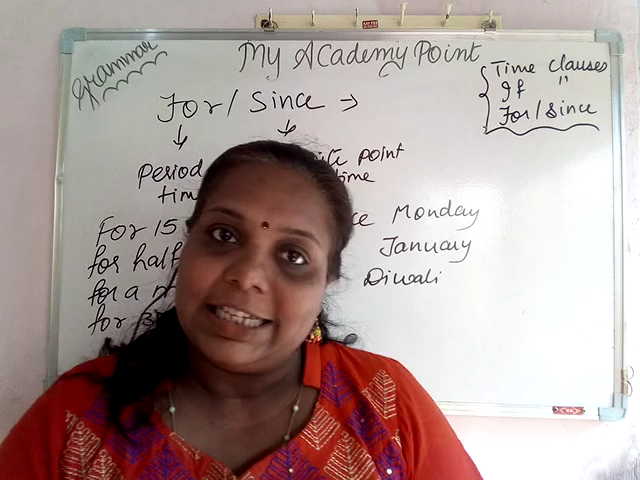 Grammar
My Academy Point
Time clauses
If "
For/Since
For / Since →
Period point
time
For 15 Monday
for half January
for a Diwali
for